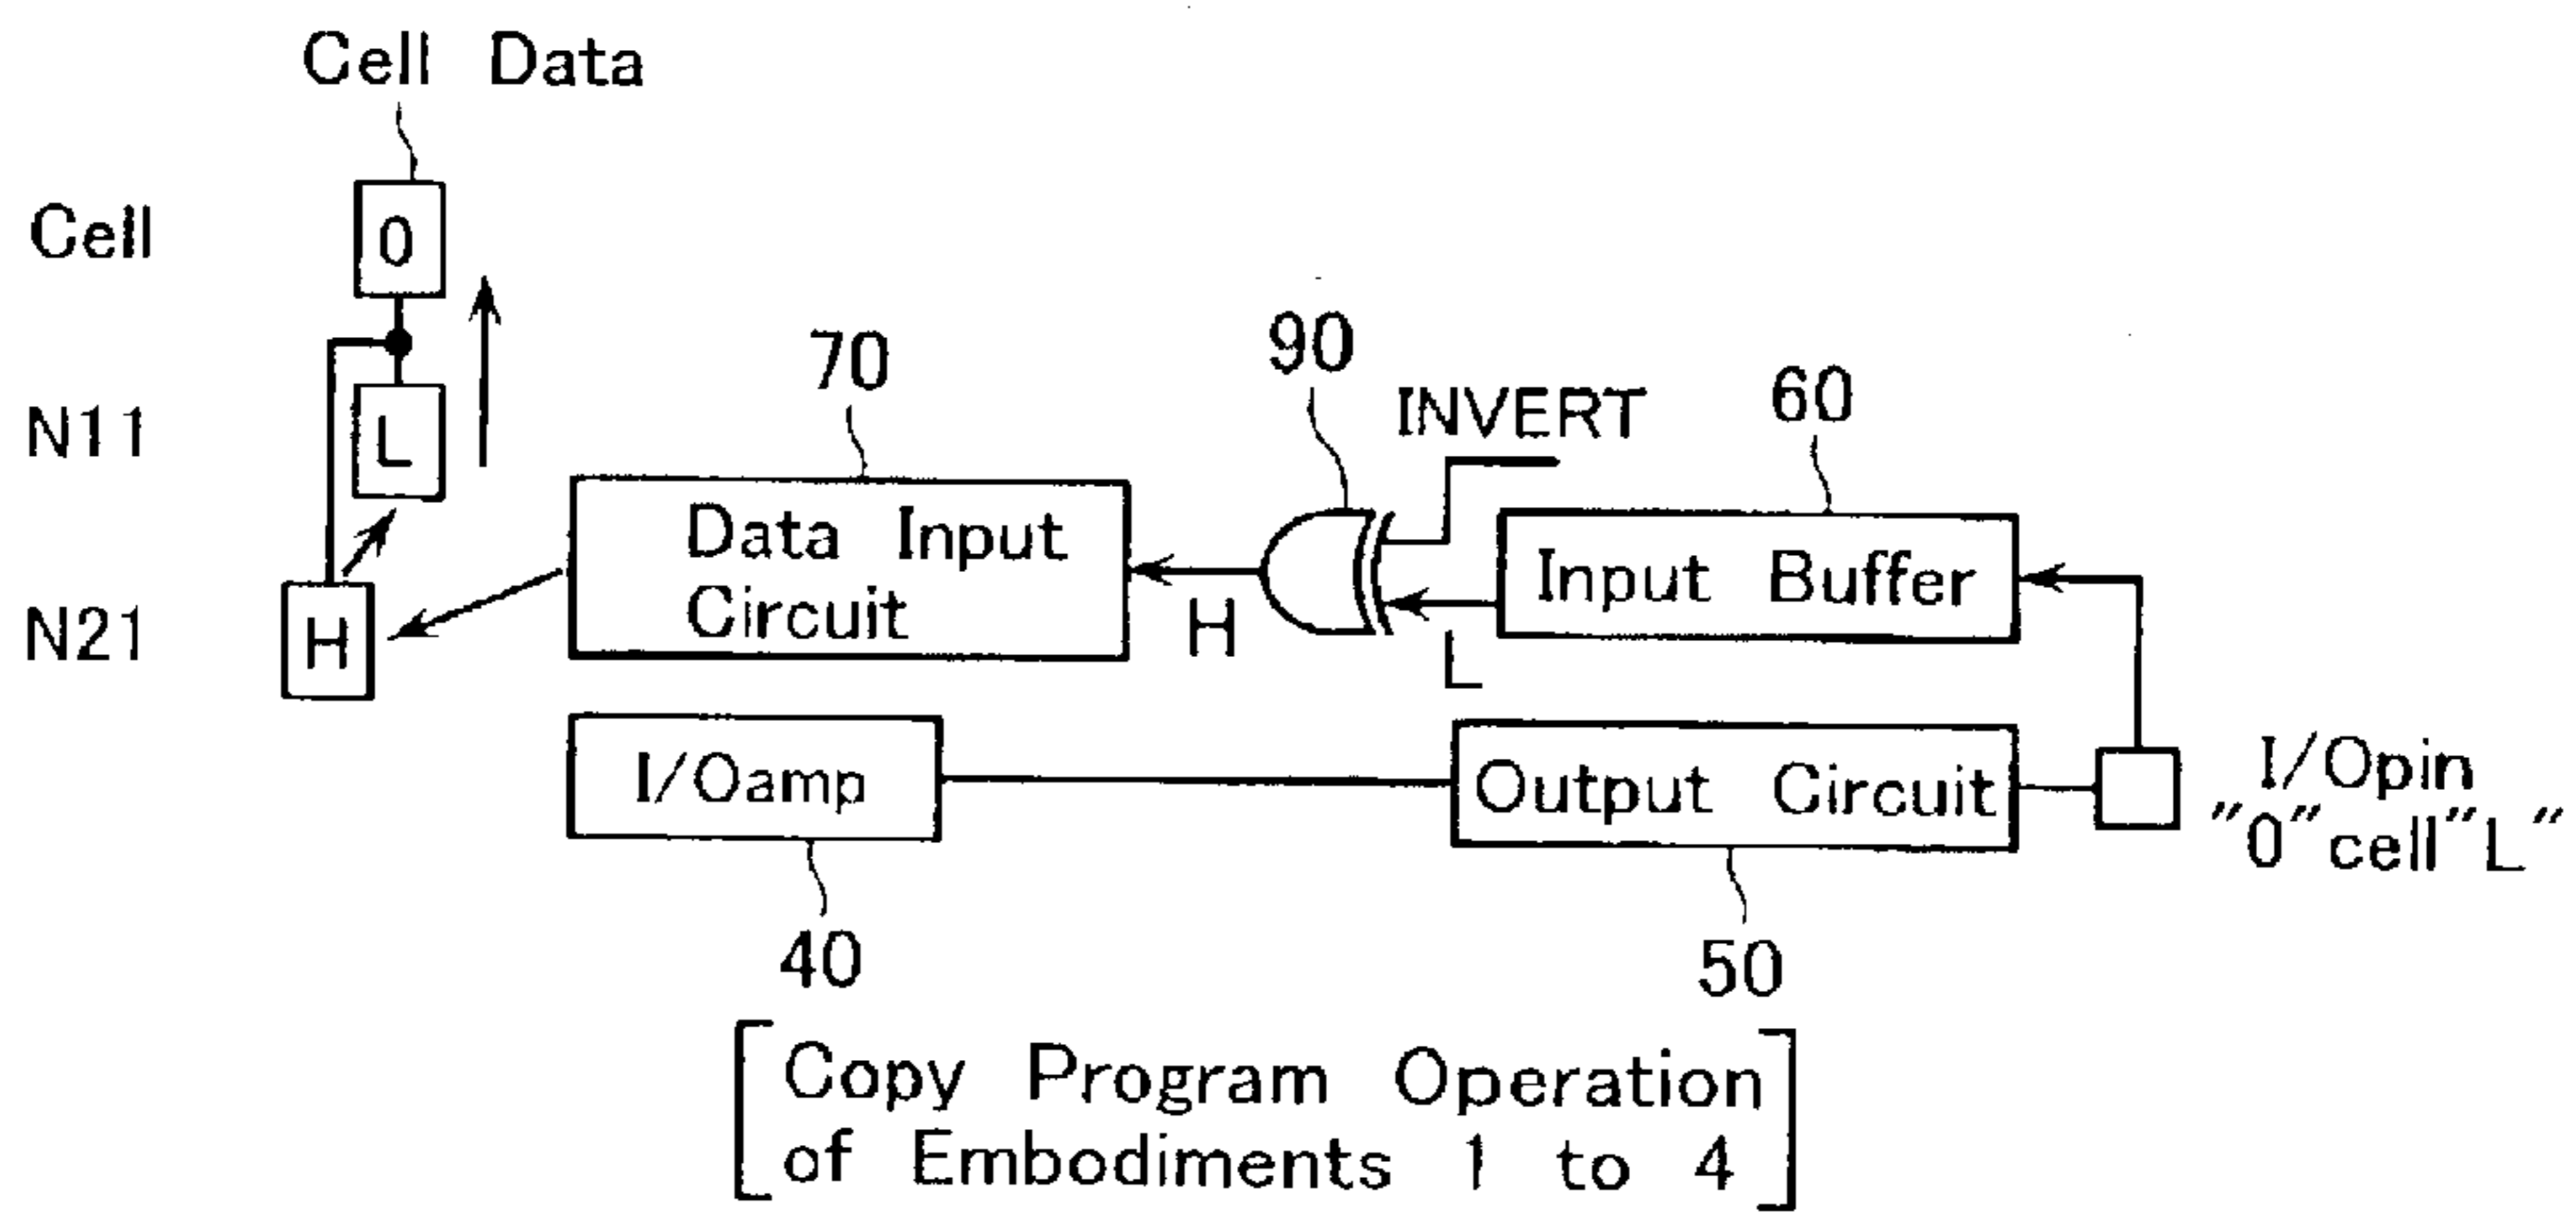 Cell Data
Cell
0
N11
L
N21
H
70
Data Input
Circuit
90
INVERT
60
Input Buffer
H
L
I/Oamp
Output Circuit
I/Opin
"0"cell"L"
40
50
Copy Program Operation
of Embodiments 1 to 4